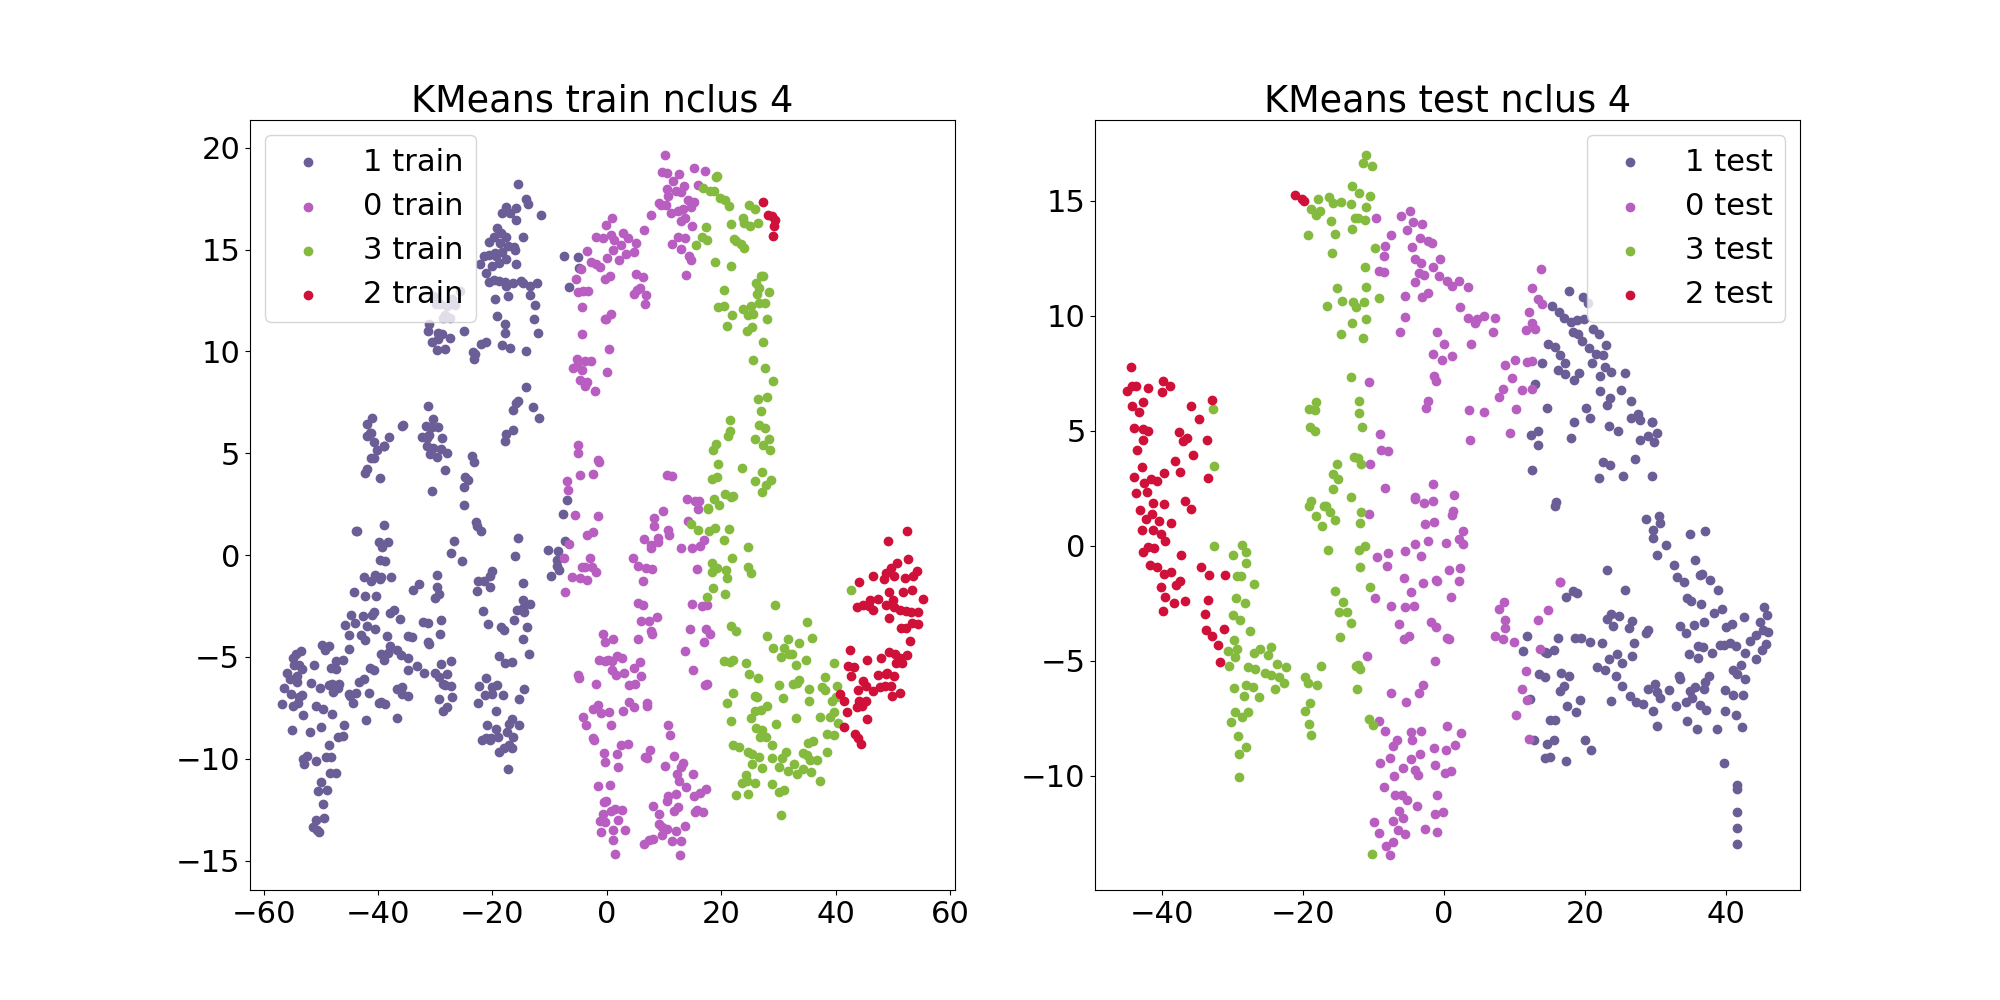 KMeans train nclus 4
20
15
10
5
0
−5
−10
−15
−60 −40 −20 0 20 40 60
1 train
0 train
3 train
2 train
KMeans test nclus 4
15
10
5
0
−5
−10
−40 −20 0 20 40
1 test
0 test
3 test
2 test